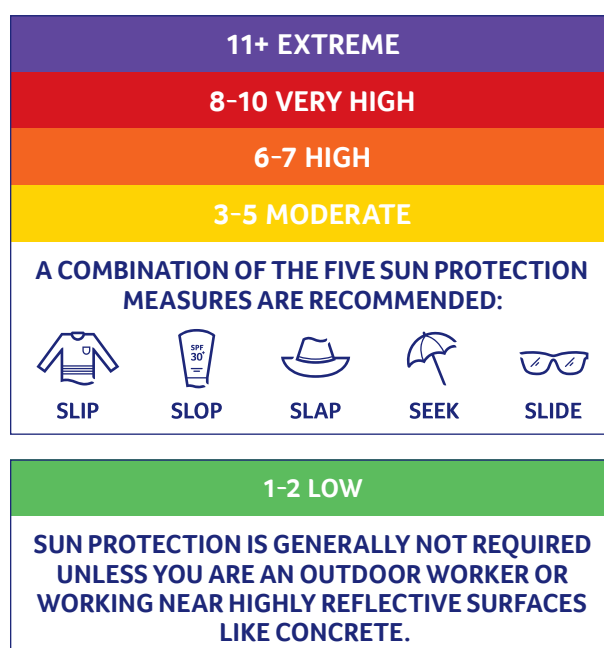 11+ EXTREME
8-10 VERY HIGH
6-7 HIGH
3-5 MODERATE
A COMBINATION OF THE FIVE SUN PROTECTION
MEASURES ARE RECOMMENDED:
SPF
30+
SLIP SLOP SLAP SEEK SLIDE
1-2 LOW
SUN PROTECTION IS GENERALLY NOT REQUIRED
UNLESS YOU ARE AN OUTDOOR WORKER OR
WORKING NEAR HIGHLY REFLECTIVE SURFACES
LIKE CONCRETE.